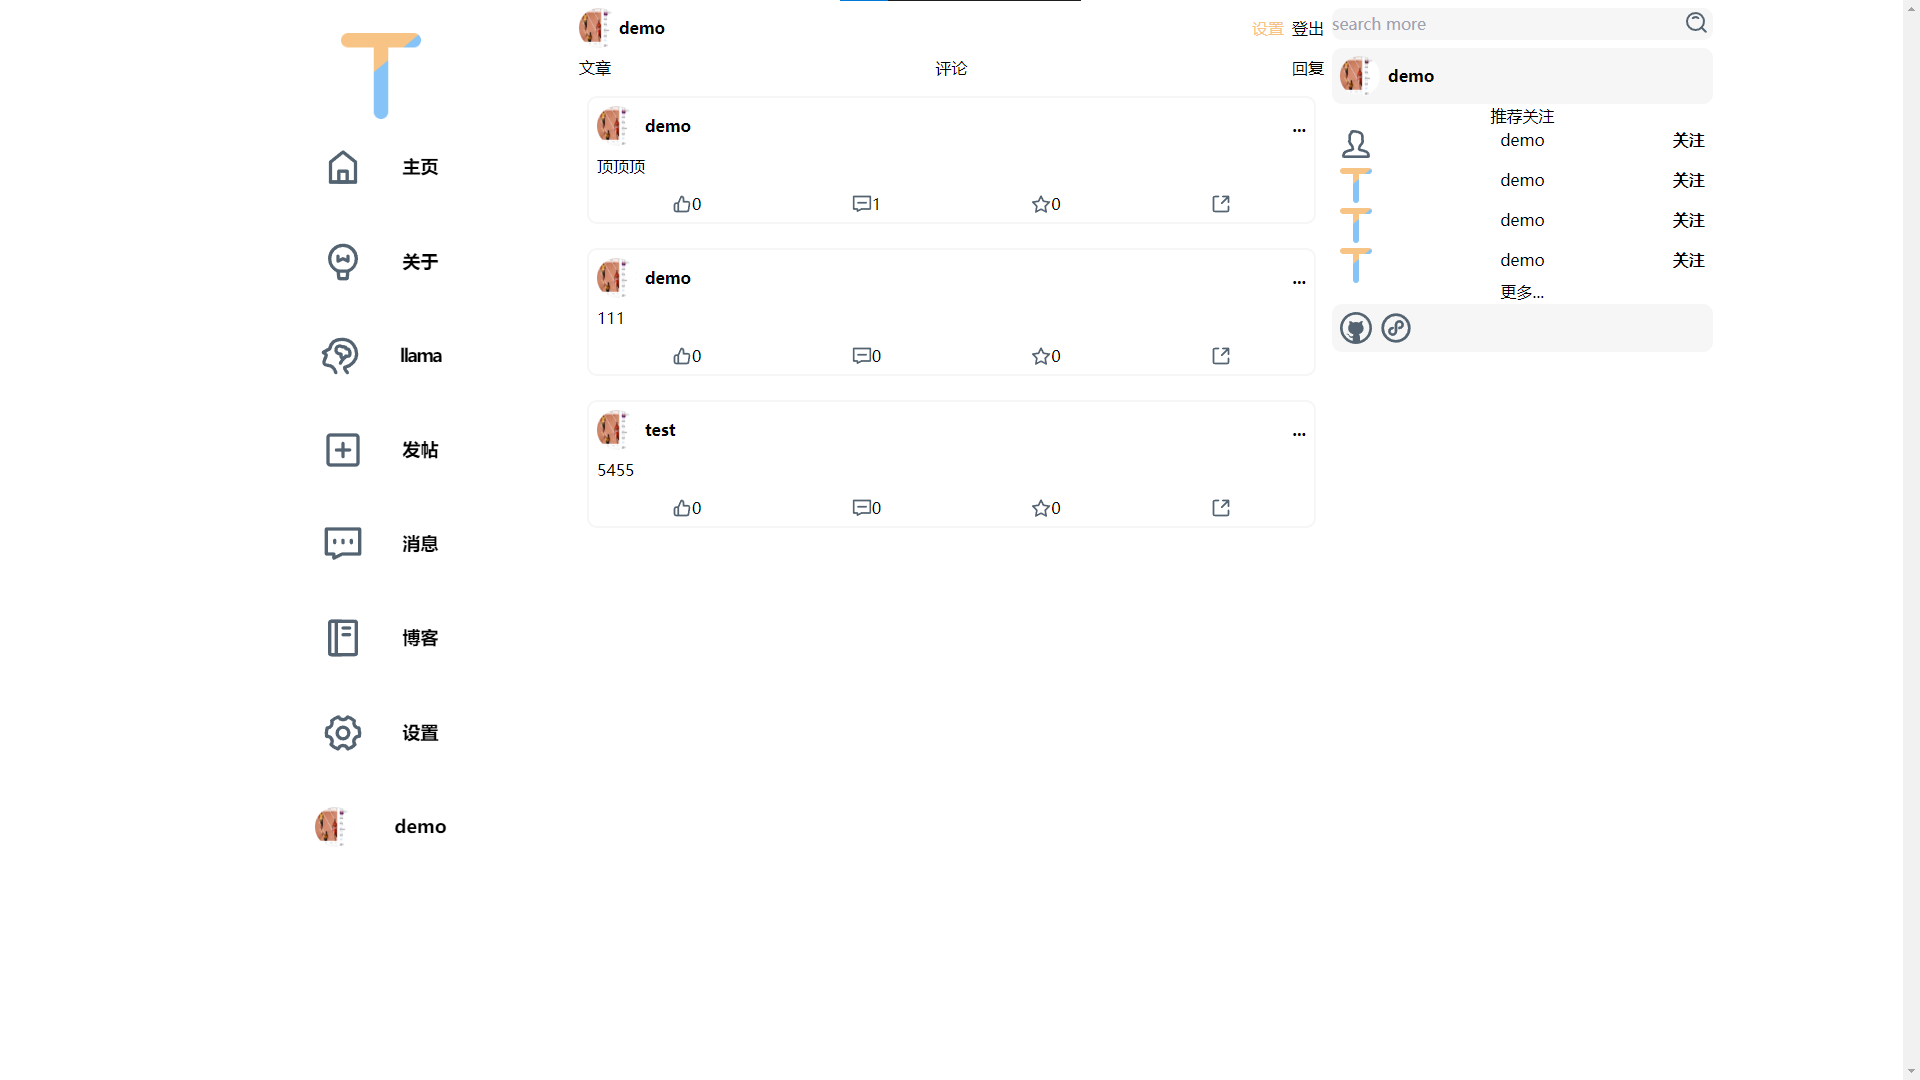 主页
关于
llama
发帖
消息
博客
设置
demo
demo
设置 登出
文章 评论 回复
demo
...
顶顶顶
0 1 0
demo
...
111
0 0 0
test
...
5455
0 0 0
search more
demo
推荐关注
demo 关注
demo 关注
demo 关注
demo 关注
更多...